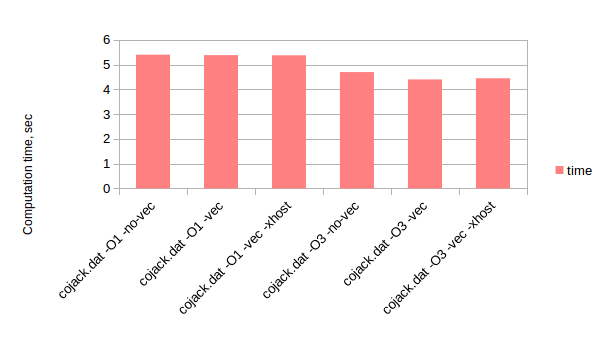 6
5
4
3
2
1
0
Computation time, sec
time
cojack.dat -O1 -no-vec
cojack.dat -O1 -vec
cojack.dat -O1 -vec -xhost
cojack.dat -O3 -no-vec
cojack.dat -O3 -vec
cojack.dat -O3 -vec -xhost